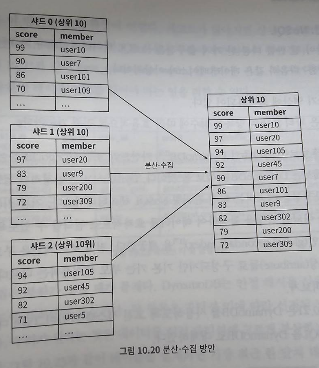 샤드 0 (상위 10)
score member
99 user10
90 user7
86 user101
70 user109
... ...
샤드 1 (상위 10)
score member
97 user20
83 user9
79 user200
72 user309
... ...
샤드 2 (상위 10위)
score member
94 user105
92 user45
82 user302
71 user5
... ...
분산-수집
상위 10
score member
99 user10
97 user20
94 user105
92 user45
90 user7
86 user101
83 user9
82 user302
79 user200
72 user309
그림 10.20 분산-수집 방안